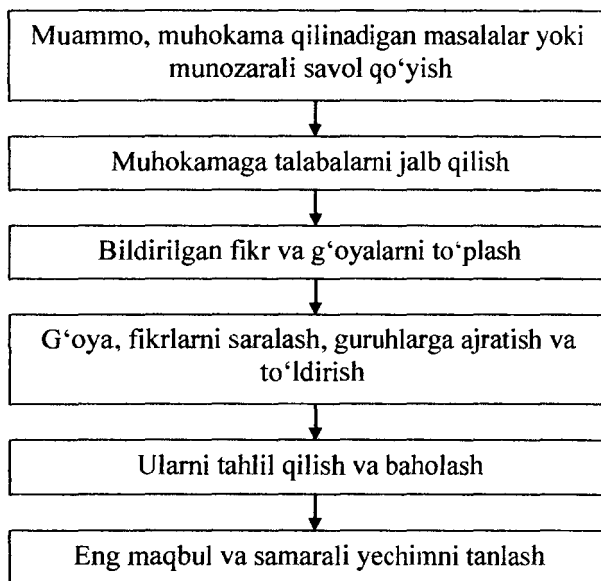 Muammo, muhokama qilinadigan masalalar yoki
munozarali savol qo‘yish
Muhokamaga talabalarni jalb qilish
Bildirilgan fikr va g‘oyalarni to‘plash
G‘oya, fikrlarni saralash, guruhlarga ajratish va
to‘ldirish
Ularni tahlil qilish va baholash
Eng maqbul va samarali yechimni tanlash